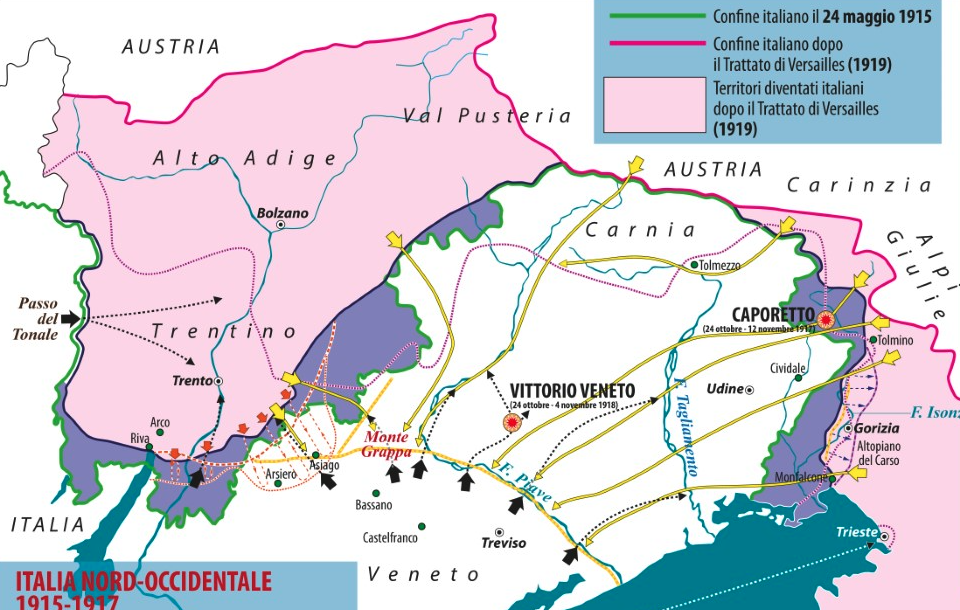 Confine italiano il 24 maggio 1915
Confine italiano dopo
il Trattato di Versailles (1919)
Territori diventati italiani
dopo il Trattato di Versailles
(1919)
AUSTRIA
Val Pusteria
Alto Adige
AUSTRIA
Carinzia
Alpi
Giulie
Bolzano
Carnia
Tolmezzo
Passo
del
Tonale
Trentino
CAPORETTO
(24 ottobre - 12 novembre 1917)
Tolmino
Trento
Cividale
VITTORIO VENETO
(24 ottobre - 4 novembre 1918)
Udine
F. Tagliamento
F. Ison
Arco
Riva
Monte
Grappa
Gorizia
Altopiano
del Carso
Asiago
Arsiero
F. Piave
Monfalcone
Bassano
ITALIA
Castelfranco
Treviso
Trieste
Veneto
ITALIA NORD-OCCIDENTALE
1915-1917